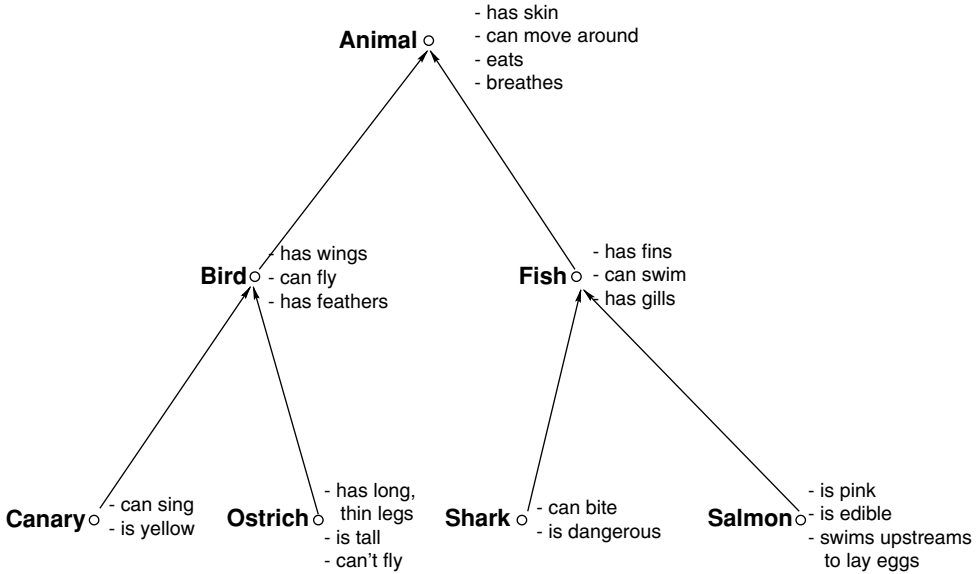 Animal
- has skin
- can move around
- eats
- breathes
Bird
- has wings
- can fly
- has feathers
Fish
- has fins
- can swim
- has gills
Canary
- can sing
- is yellow
Ostrich
- has long,
thin legs
- is tall
- can't fly
Shark
- can bite
- is dangerous
Salmon
- is pink
- is edible
- swims upstreams
to lay eggs